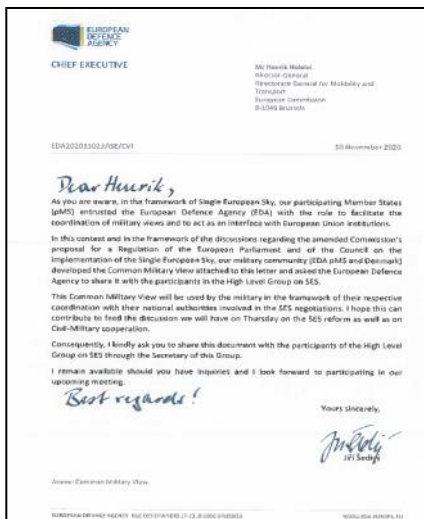 EUROPEAN
DEFENCE
AGENCY
CHIEF EXECUTIVE
Mr Henrik Hololei
Director-General
Directorate General for Mobility and
Transport
European Commission
B-1049 Brussels
30 November 2020
Dear Henrik,
As you are aware, in the framework of Single European Sky, our participating Member States
(pMS) entrusted the European Defence Agency (EDA) with the role to facilitate the
coordination of military views and to act as an interface with European Union institutions.
In this context and in the framework of the discussions regarding the amended Commission's
proposal for a Regulation of the European Parliament and of the Council on the
implementation of the Single European Sky, our military community (EDA pMS and Denmark)
developed the Common Military View attached to this letter and asked the European Defence
Agency to share it with the participants in the High Level Group on SES.
This Common Military View will be used by the military in the framework of their respective
coordination with their national authorities involved in the SES negotiations. I hope this can
contribute to feed the discussion we will have on Thursday on the SES reform as well as on
Civil-Military cooperation.
Consequently, I kindly ask you to share this document with the participants of the High Level
Group on SES through the Secretary of this Group.
I remain available should you have inquiries and I look forward to participating in our
upcoming meeting.
Best regards!
Yours sincerely,
Jiří Šedivý
Annex: Common Military View
EUROPEAN DEFENCE AGENCY RUE DES DRAPIERS 17-23, B-1050 BRUSSELS
WWW.EDA.EUROPA.EU